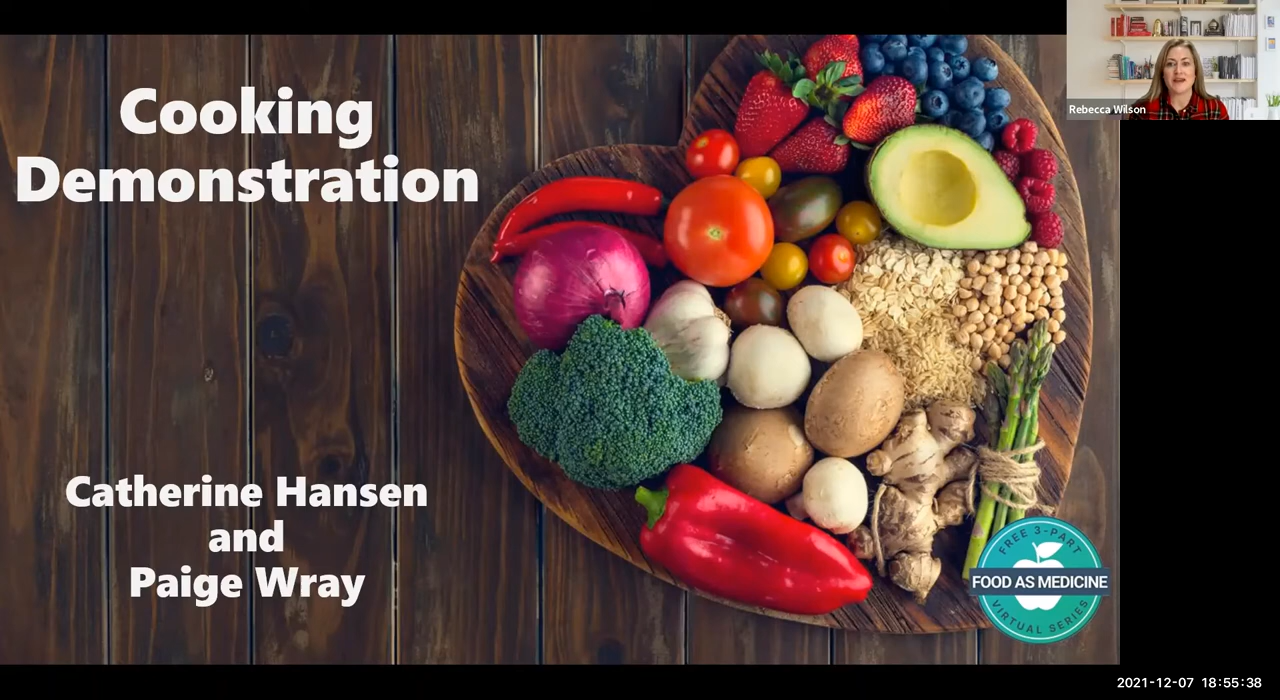 Cooking
Demonstration
Rebecca Wilson
Catherine Hansen
and
Paige Wray
FREE 3-PART
FOOD AS MEDICINE
VIRTUAL SERIES
2021-12-07 18:55:38